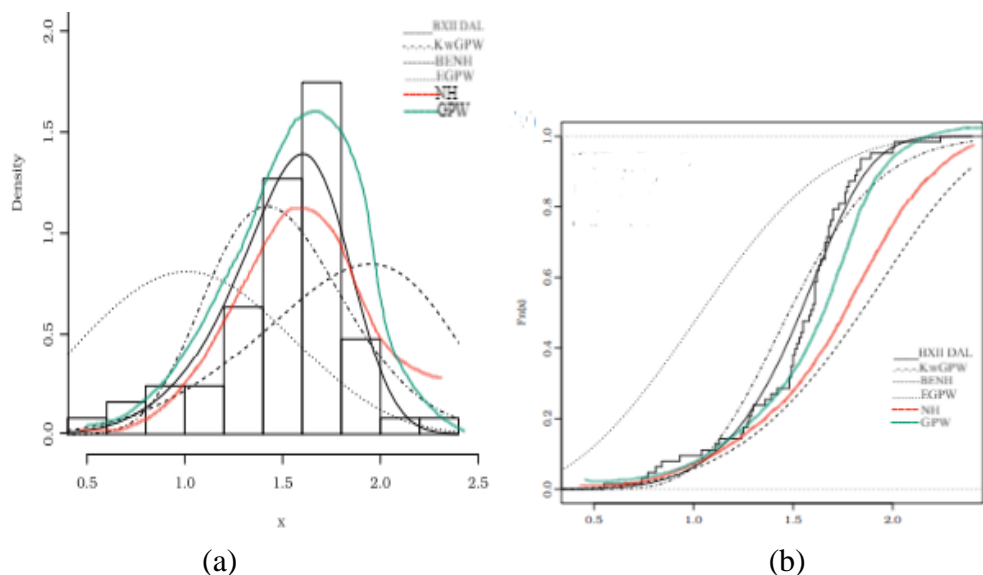 2.0
1.5
1.0
0.5
0.0
Density
0.5
1.0
1.5
2.0
2.5
X
BXII DAL
KwGPW
BENH
EGPW
NH
GPW
(a)
1.0
0.8
0.6
0.4
0.2
0.0
Fn(x)
0.5
1.0
1.5
2.0
BXII DAL
KwGPW
BENH
EGPW
NH
GPW
(b)